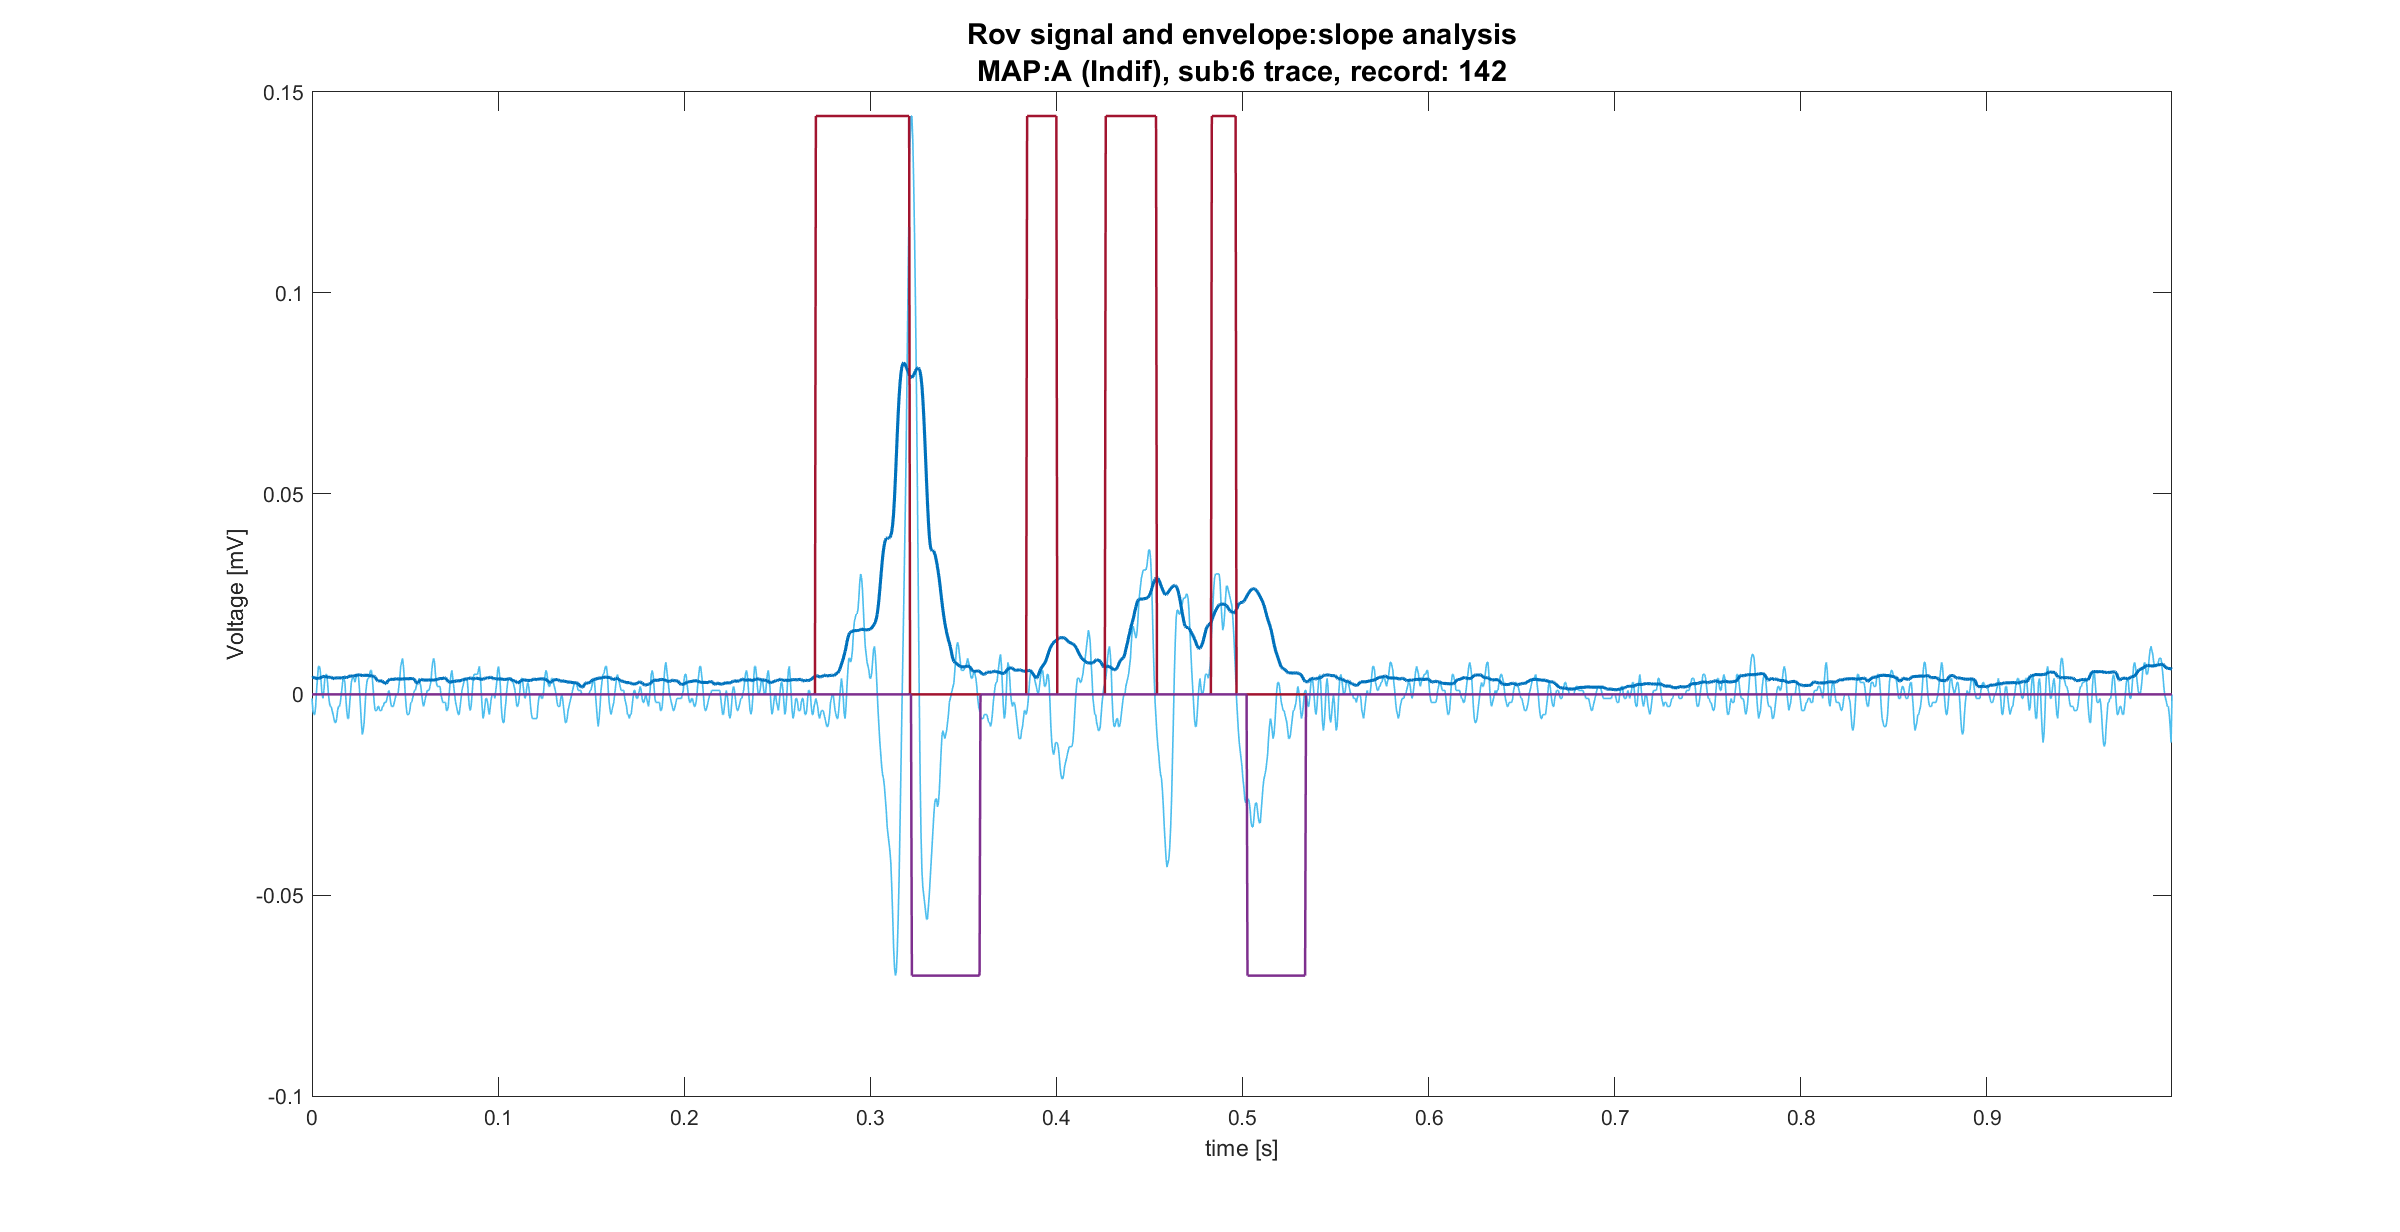 Rov signal and envelope:slope analysis
MAP:A (Indif), sub:6 trace, record: 142
0.15
0.1
0.05
0
-0.05
-0.1
Voltage [mV]
0 0.1 0.2 0.3 0.4 0.5 0.6 0.7 0.8 0.9
time [s]